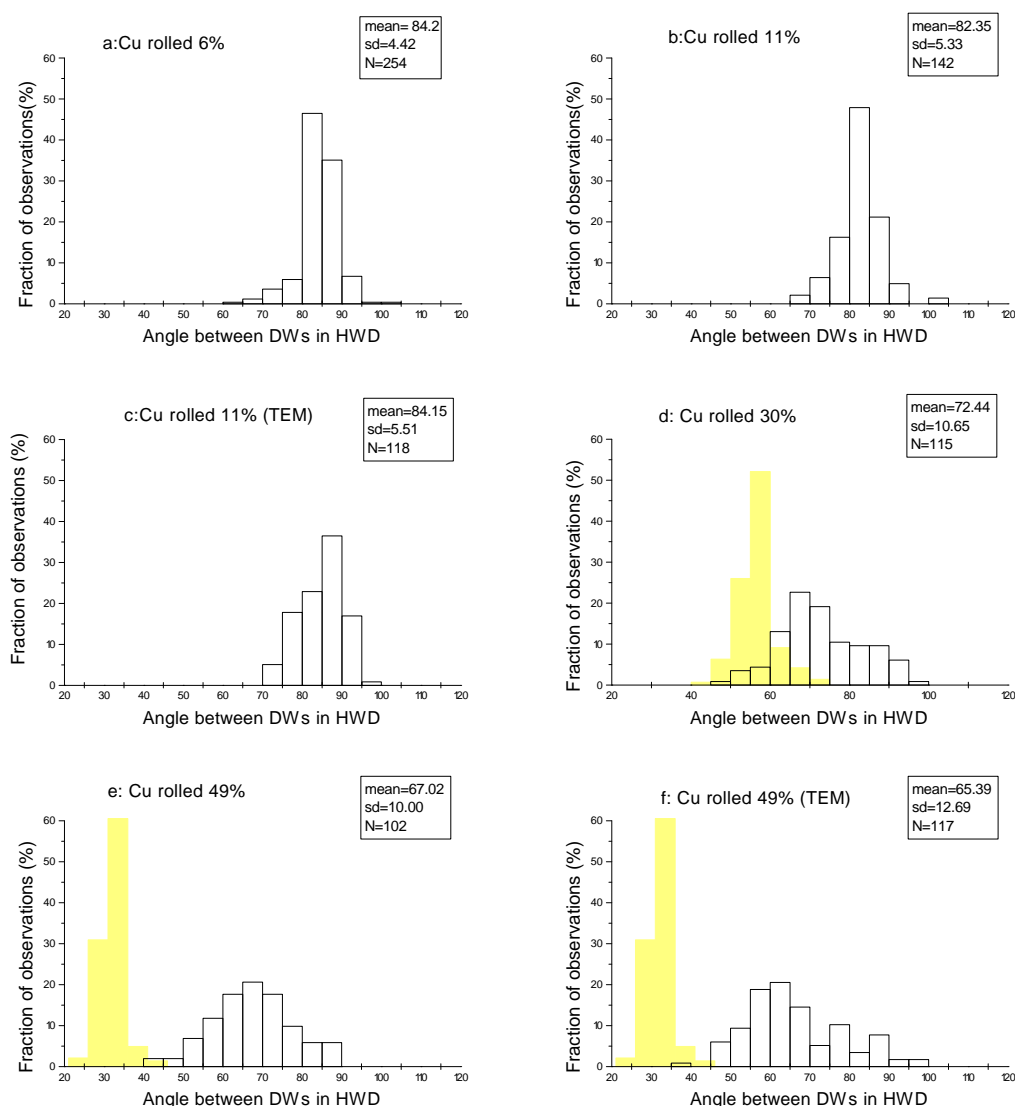 a:Cu rolled 6%
mean= 84.2
sd=4.42
N=254
Fraction of observations(%)
60
50
40
30
20
10
0
20 30 40 50 60 70 80 90 100 110 120
Angle between DWs in HWD
b:Cu rolled 11%
mean=82.35
sd=5.33
N=142
Fraction of observations(%)
60
50
40
30
20
10
0
20 30 40 50 60 70 80 90 100 110 120
Angle between DWs in HWD
c:Cu rolled 11% (TEM)
mean=84.15
sd=5.51
N=118
Fraction of observations (%)
60
50
40
30
20
10
0
20 30 40 50 60 70 80 90 100 110 120
Angle between DWs in HWD
d: Cu rolled 30%
mean=72.44
sd=10.65
N=115
Fraction of observations (%)
60
50
40
30
20
10
0
20 40 60 80 100 120
Angle between DWs in HWD
e: Cu rolled 49%
mean=67.02
sd=10.00
N=102
Fraction of observations (%)
60
50
40
30
20
10
0
20 30 40 50 60 70 80 90 100 110 120
Angle between DWs in HWD
f: Cu rolled 49% (TEM)
mean=65.39
sd=12.69
N=117
Fraction of observations (%)
60
50
40
30
20
10
0
20 30 40 50 60 70 80 90 100 110 120
Angle between DWs in HWD